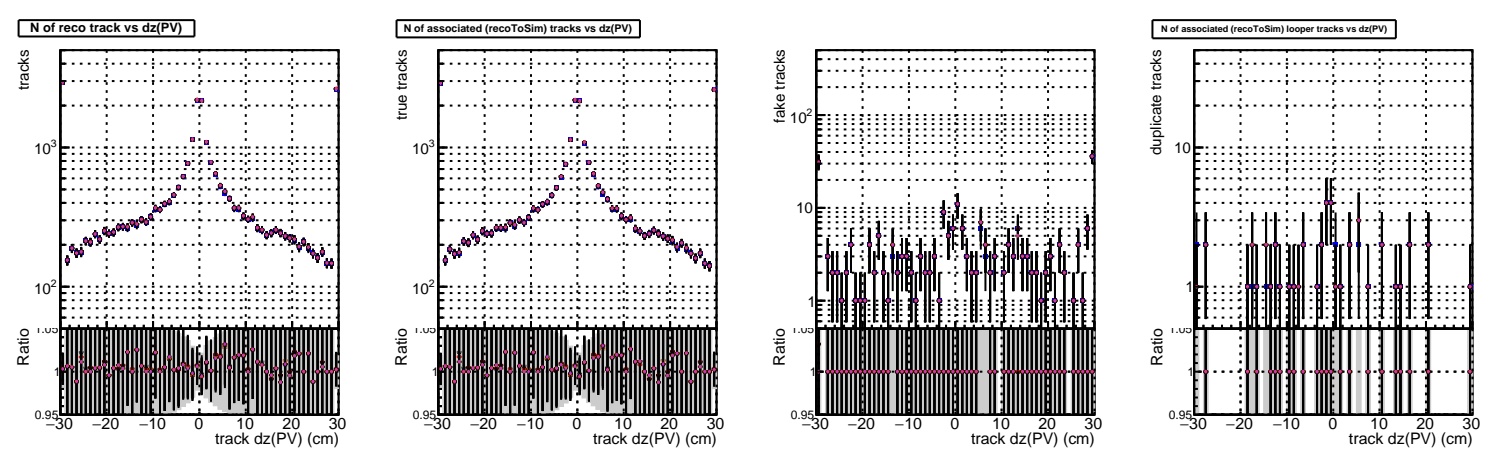 N of reco track vs dz(PV)
tracks
10³
10²
Ratio
1.05
1
0.95
−30 −20 −10 0 10 20 30
track dz(PV) (cm)
N of associated (recoToSim) tracks vs dz(PV)
true tracks
10³
10²
Ratio
1.05
1
0.95
−30 −20 −10 0 10 20 30
track dz(PV) (cm)
fake tracks
10²
10
1
Ratio
1.05
1
0.95
−30 −20 −10 0 10 20 30
track dz(PV) (cm)
N of associated (recoToSim) looper tracks vs dz(PV)
duplicate tracks
10
1
Ratio
1.05
1
0.95
−30 −20 −10 0 10 20 30
track dz(PV) (cm)